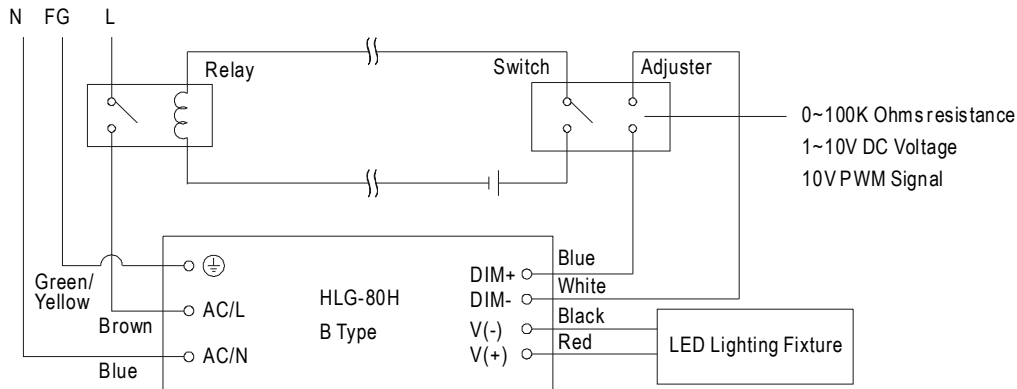 N FG L
Relay
Switch
Adjuster
0~100K Ohms resistance
1~10V DC Voltage
10V PWM Signal
Green/
Yellow
Brown
Blue
AC/L
AC/N
HLG-80H
B Type
DIM+
DIM-
V(-)
V(+)
Blue
White
Black
Red
LED Lighting Fixture